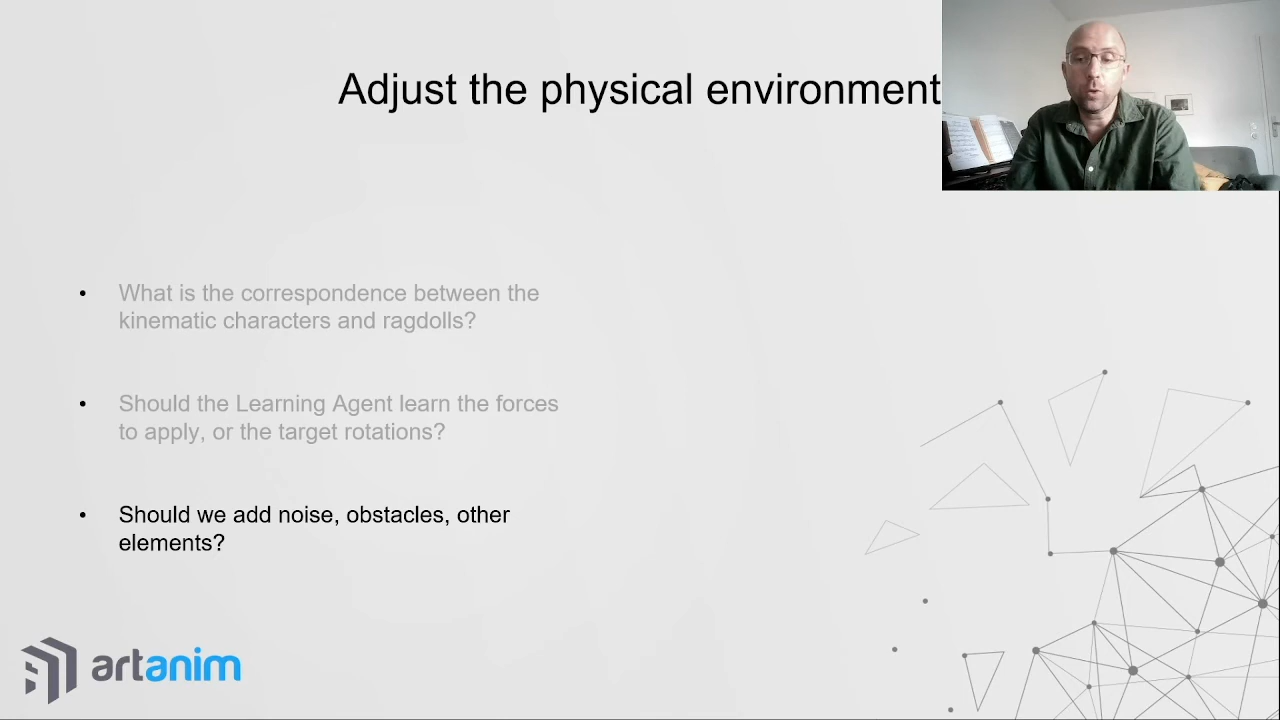 Adjust the physical environment
• What is the correspondence between the
kinematic characters and ragdolls?
• Should the Learning Agent learn the forces
to apply, or the target rotations?
• Should we add noise, obstacles, other
elements?
artanim